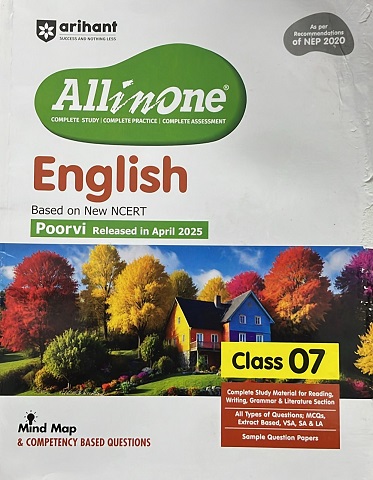 arihant
SUCCESS AND NOTHING LESS
As per
Recommendations
of NEP 2020
All in One®
COMPLETE STUDY | COMPLETE PRACTICE | COMPLETE ASSESSMENT
English
Based on New NCERT
Poorvi Released in April 2025
Class 07
Complete Study Material for Reading,
Writing, Grammar & Literature Section
All Types of Questions; MCQs,
Extract Based, VSA, SA & LA
Sample Question Papers
Mind Map
& COMPETENCY BASED QUESTIONS